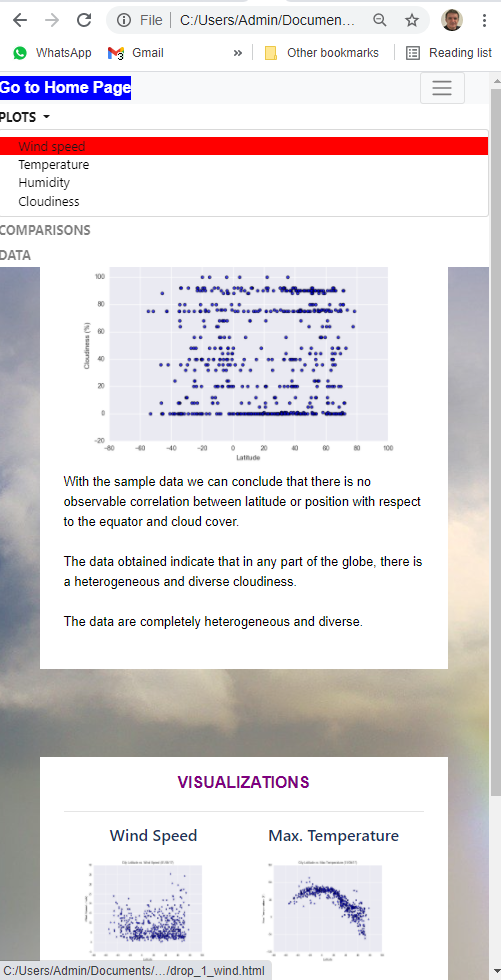 File
C:/Users/Admin/Documen...
WhatsApp
Gmail
»
Other bookmarks
Reading list
Go to Home Page
PLOTS
Wind speed
Temperature
Humidity
Cloudiness
COMPARISONS
DATA
100
80
60
40
20
0
-20
Cloudiness (%)
-80 -60 -40 -20 0 20 40 60 80 100
Latitude
With the sample data we can conclude that there is no
observable correlation between latitude or position with respect
to the equator and cloud cover.
The data obtained indicate that in any part of the globe, there is
a heterogeneous and diverse cloudiness.
The data are completely heterogeneous and diverse.
VISUALIZATIONS
Wind Speed
Max. Temperature
C:/Users/Admin/Documents/…/drop_1_wind.html